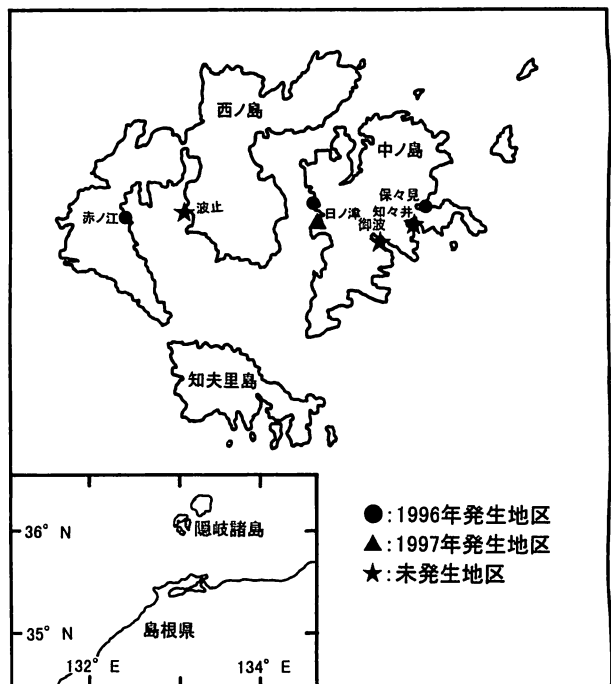 西ノ島
中ノ島
保々見
赤ノ江
波止
日ノ滝
知々井
御波
知夫里島
●:1996年発生地区
▲:1997年発生地区
★:未発生地区
36° N
隠岐諸島
島根県
35° N
132° E
134° E